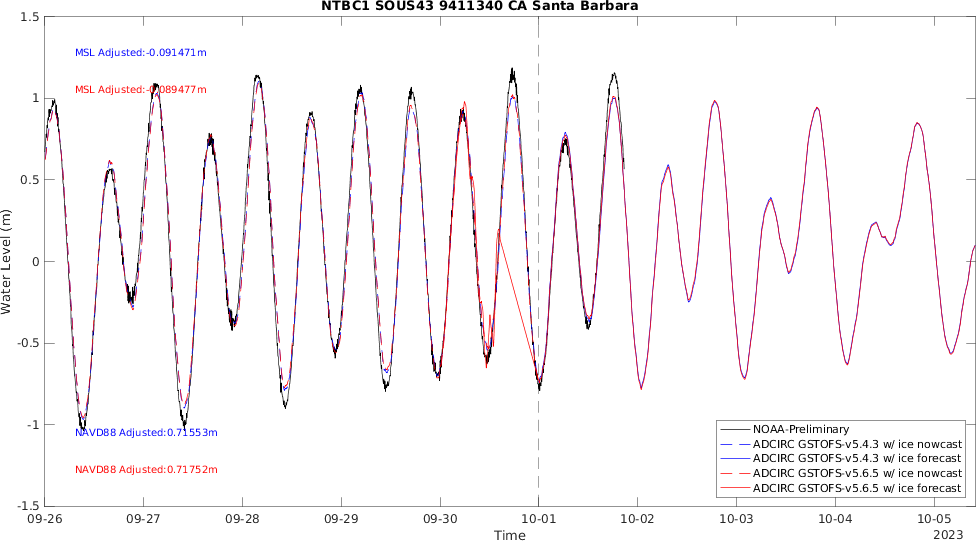 NTBC1 SOUS43 9411340 CA Santa Barbara
1.5
1
0.5
0
-0.5
-1
-1.5
Water Level (m)
MSL Adjusted:-0.091471m
MSL Adjusted:-0.089477m
NAVD88 Adjusted:0.71553m
NAVD88 Adjusted:0.71752m
NOAA-Preliminary
ADCIRC GSTOFS-v5.4.3 w/ ice nowcast
ADCIRC GSTOFS-v5.4.3 w/ ice forecast
ADCIRC GSTOFS-v5.6.5 w/ ice nowcast
ADCIRC GSTOFS-v5.6.5 w/ ice forecast
09-26 09-27 09-28 09-29 09-30 10-01 10-02 10-03 10-04 10-05
Time
2023